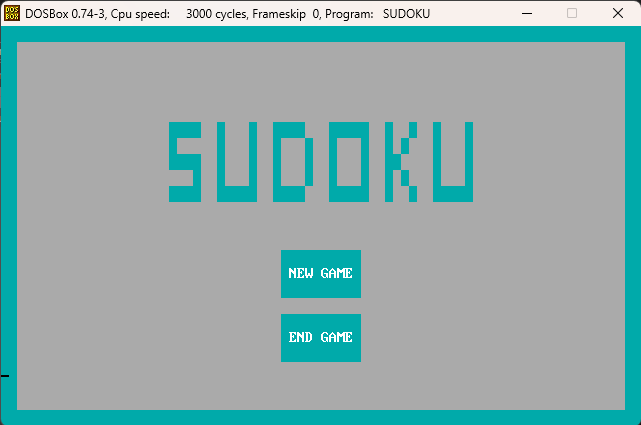 DOSBox 0.74-3, Cpu speed: 3000 cycles, Frameskip 0, Program: SUDOKU
SUDOKU
NEW GAME
END GAME